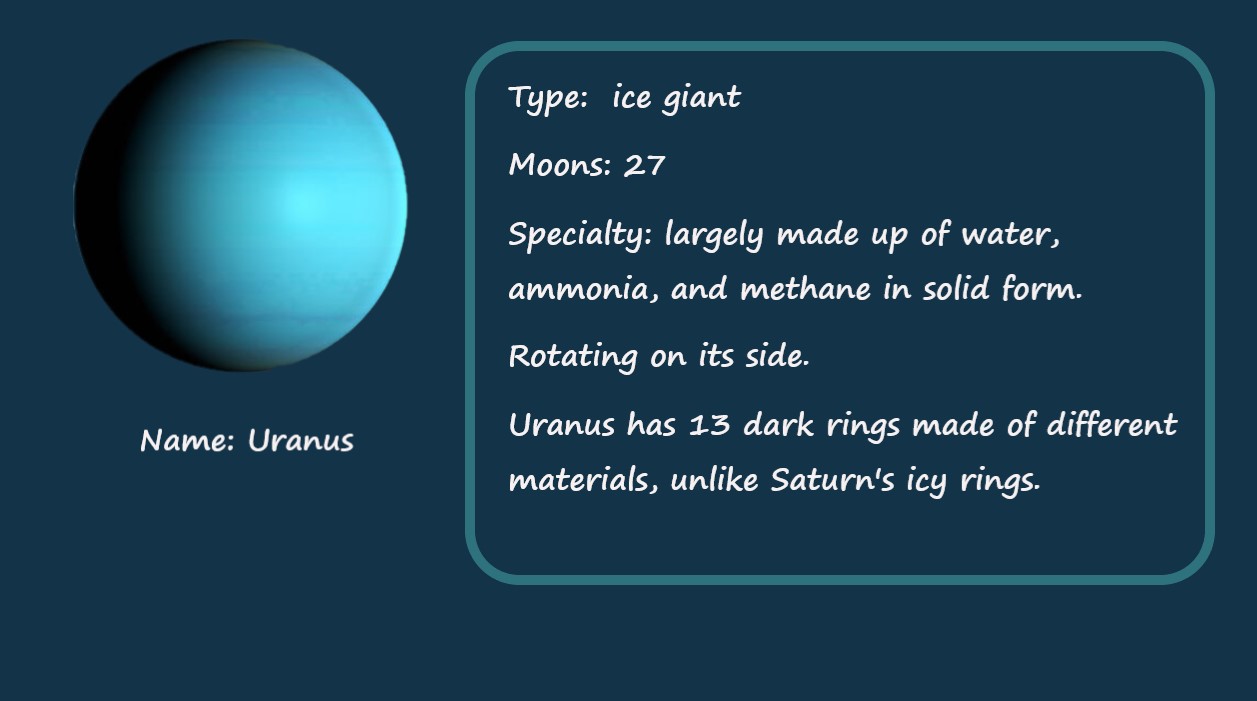 Type: ice giant
Moons: 27
Specialty: largely made up of water,
ammonia, and methane in solid form.
Rotating on its side.
Uranus has 13 dark rings made of different
materials, unlike Saturn's icy rings.
Name: Uranus